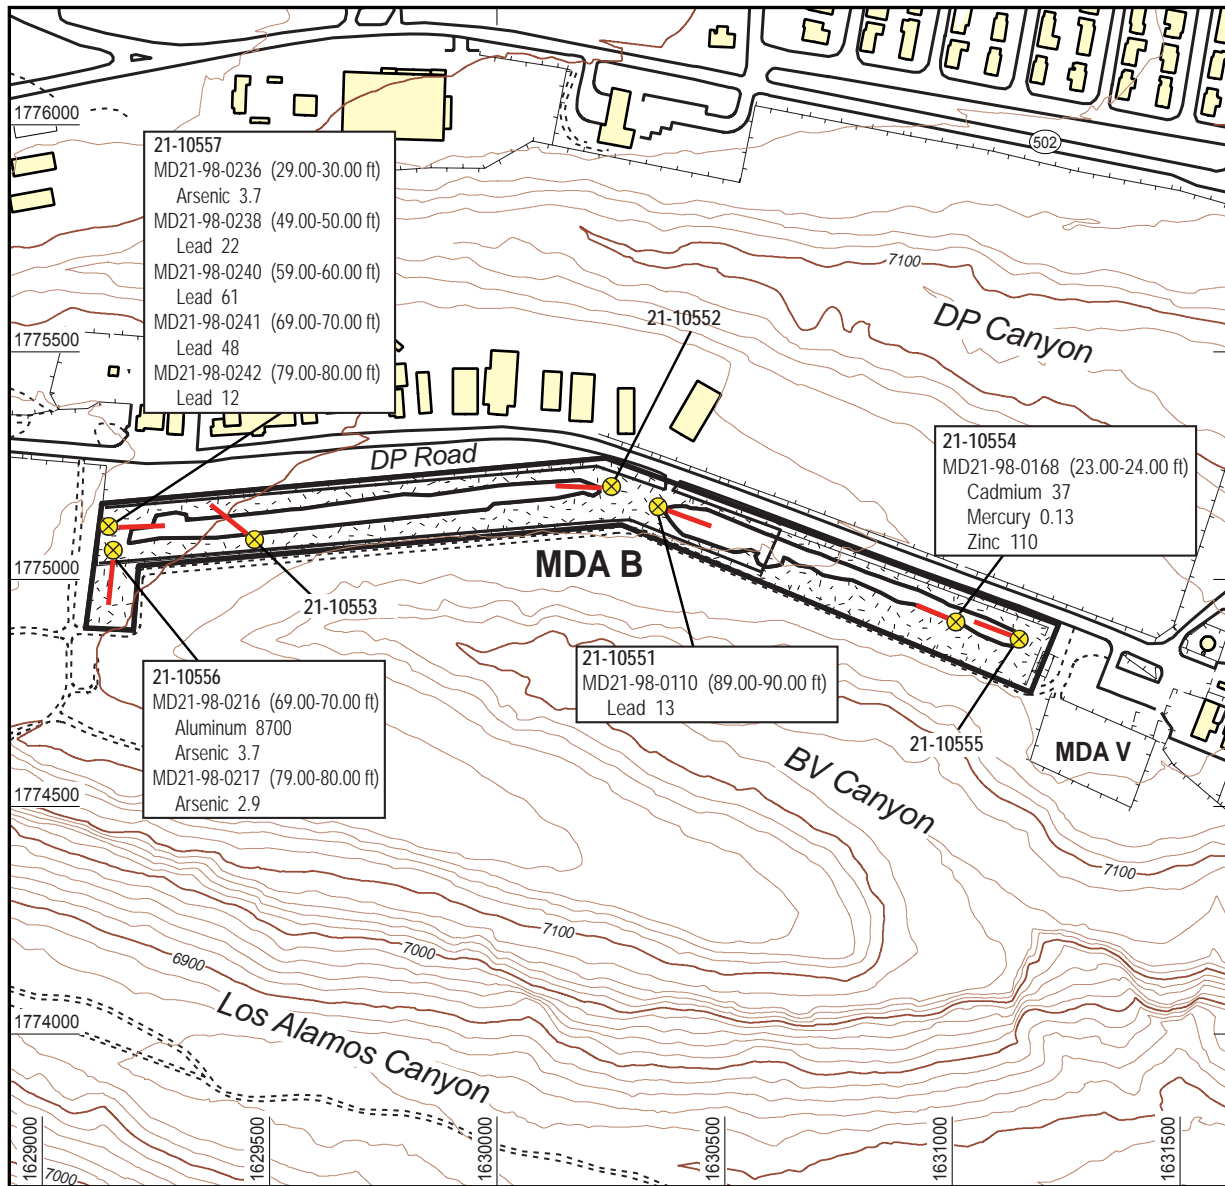 1776000
502
21-10557
MD21-98-0236 (29.00-30.00 ft)
Arsenic 3.7
MD21-98-0238 (49.00-50.00 ft)
Lead 22
MD21-98-0240 (59.00-60.00 ft)
Lead 61
MD21-98-0241 (69.00-70.00 ft)
Lead 48
MD21-98-0242 (79.00-80.00 ft)
Lead 12
7100
DP Canyon
21-10552
1775500
DP Road
21-10554
MD21-98-0168 (23.00-24.00 ft)
Cadmium 37
Mercury 0.13
Zinc 110
MDA B
1775000
21-10553
21-10551
MD21-98-0110 (89.00-90.00 ft)
Lead 13
21-10556
MD21-98-0216 (69.00-70.00 ft)
Aluminum 8700
Arsenic 3.7
MD21-98-0217 (79.00-80.00 ft)
Arsenic 2.9
21-10555
MDA V
BV Canyon
1774500
7100
7100
7000
6900
Los Alamos Canyon
1774000
7000
1629000
1629500
1630000
1630500
1631000
1631500